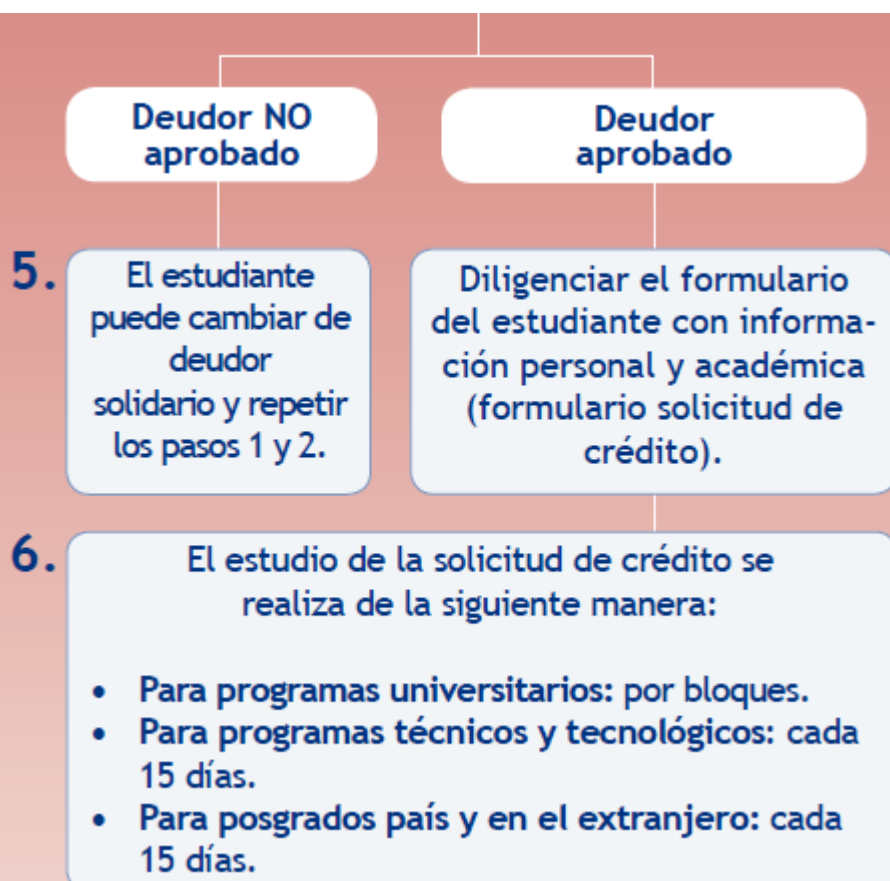 Deudor NO
aprobado
Deudor
aprobado
5.
El estudiante
puede cambiar de
deudor
solidario y repetir
los pasos 1 y 2.
Diligenciar el formulario
del estudiante con informa-
ción personal y académica
(formulario solicitud de
crédito).
6.
El estudio de la solicitud de crédito se
realiza de la siguiente manera:
• Para programas universitarios: por bloques.
• Para programas técnicos y tecnológicos: cada
15 días.
• Para posgrados país y en el extranjero: cada
15 días.